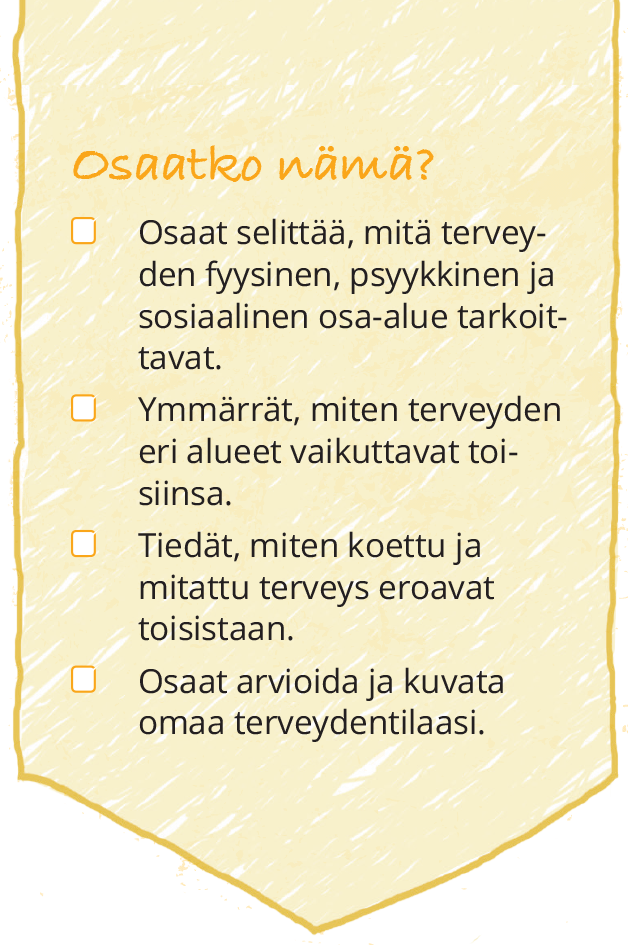 Osaatko nämä?
Osaat selittää, mitä tervey-
den fyysinen, psyykkinen ja
sosiaalinen osa-alue tarkoit-
tavat.
Ymmärrät, miten terveyden
eri alueet vaikuttavat toi-
siinsa.
Tiedät, miten koettu ja
mitattu terveys eroavat
toisistaan.
Osaat arvioida ja kuvata
omaa terveydentilaasi.